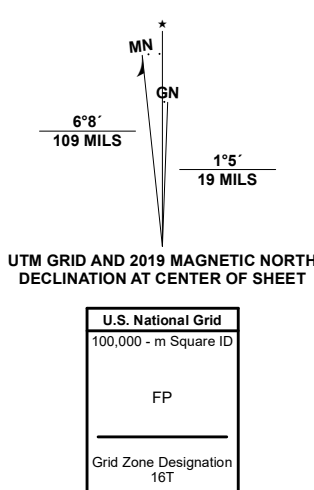 ★
MN
GN
6°8´
109 MILS
1°5´
19 MILS
UTM GRID AND 2019 MAGNETIC NORTH
DECLINATION AT CENTER OF SHEET
U.S. National Grid
100,000 - m Square ID
FP
Grid Zone Designation
16T